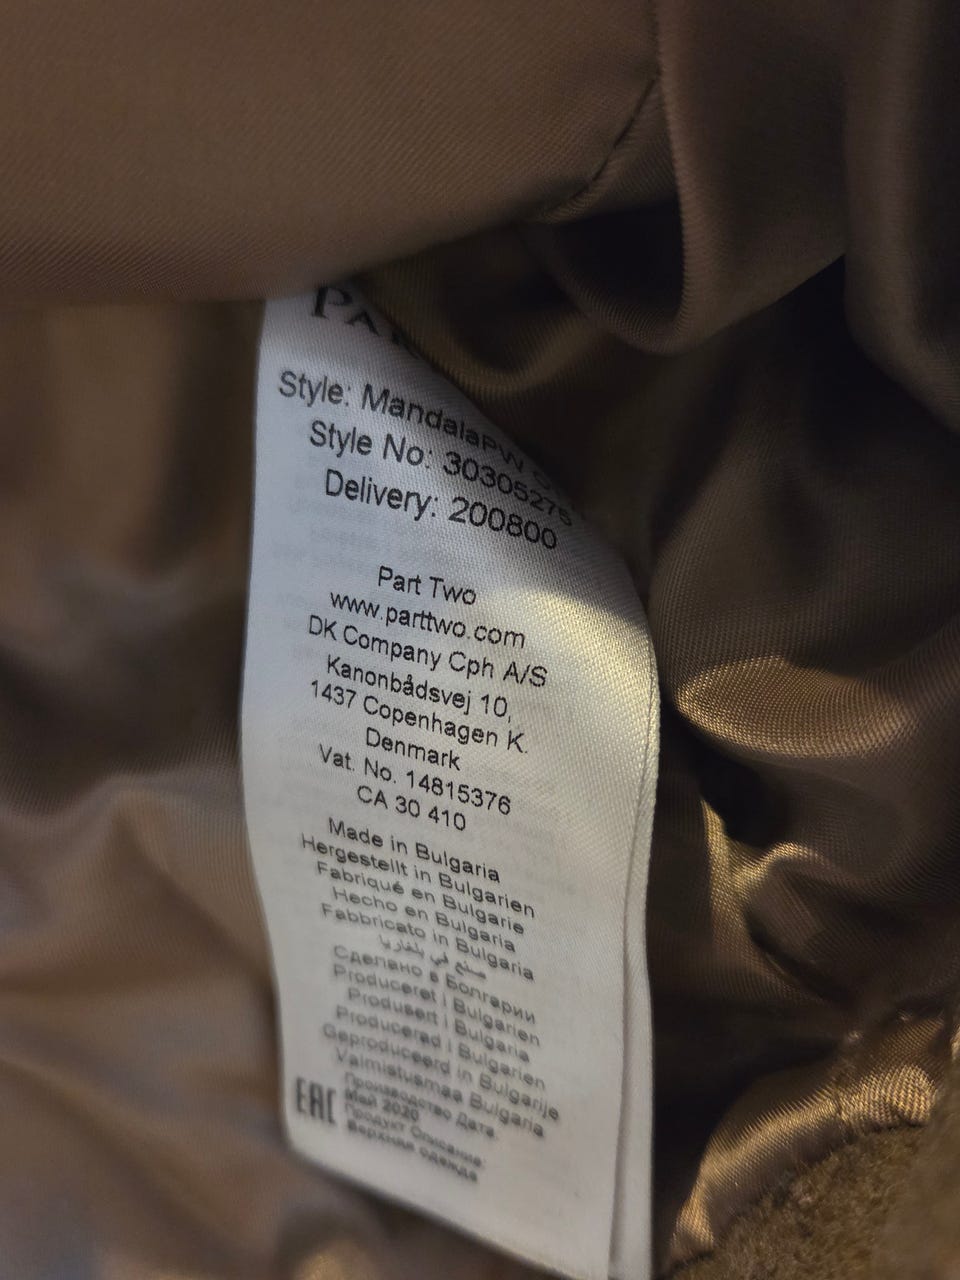 Style: MandalaPW
Style No: 30305275
Delivery: 200800
Part Two
www.parttwo.com
DK Company Cph A/S
Kanonbådsvej 10,
1437 Copenhagen K.
Denmark
Vat. No. 14815376
CA 30 410
Made in Bulgaria
Hergestellt in Bulgarien
Fabriqué en Bulgarie
Hecho en Bulgaria
Fabbricato in Bulgaria
صنع في بلغاريا
Сделано в Болгарии
Produceret i Bulgarien
Produsert i Bulgaria
Producerad i Bulgarien
Geproduceerd in Bulgarije
Valmistusmaa Bulgaria
Производство Дата:
Май 2020
Продукт Описание:
Верхняя одежда
EAC